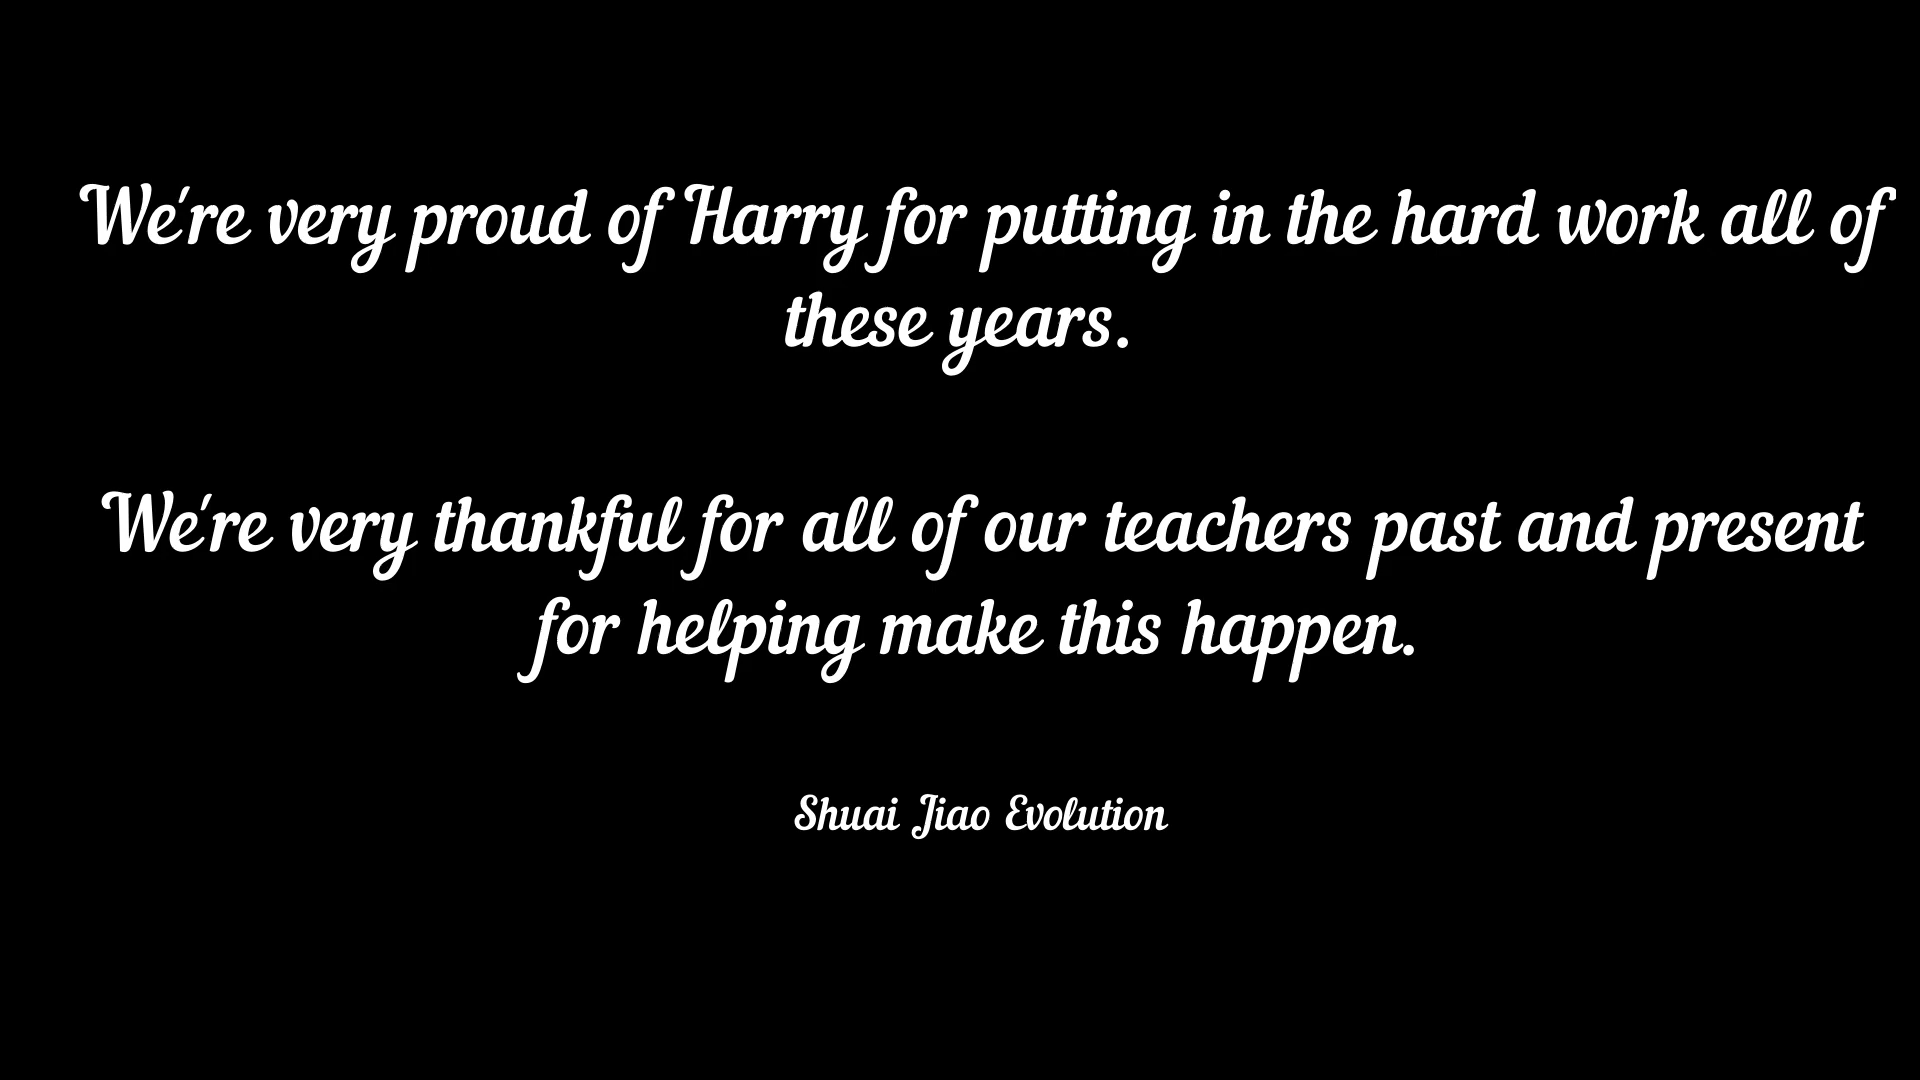 We're very proud of Harry for putting in the hard work all of
these years.
We're very thankful for all of our teachers past and present
for helping make this happen.
Shuai Jiao Evolution